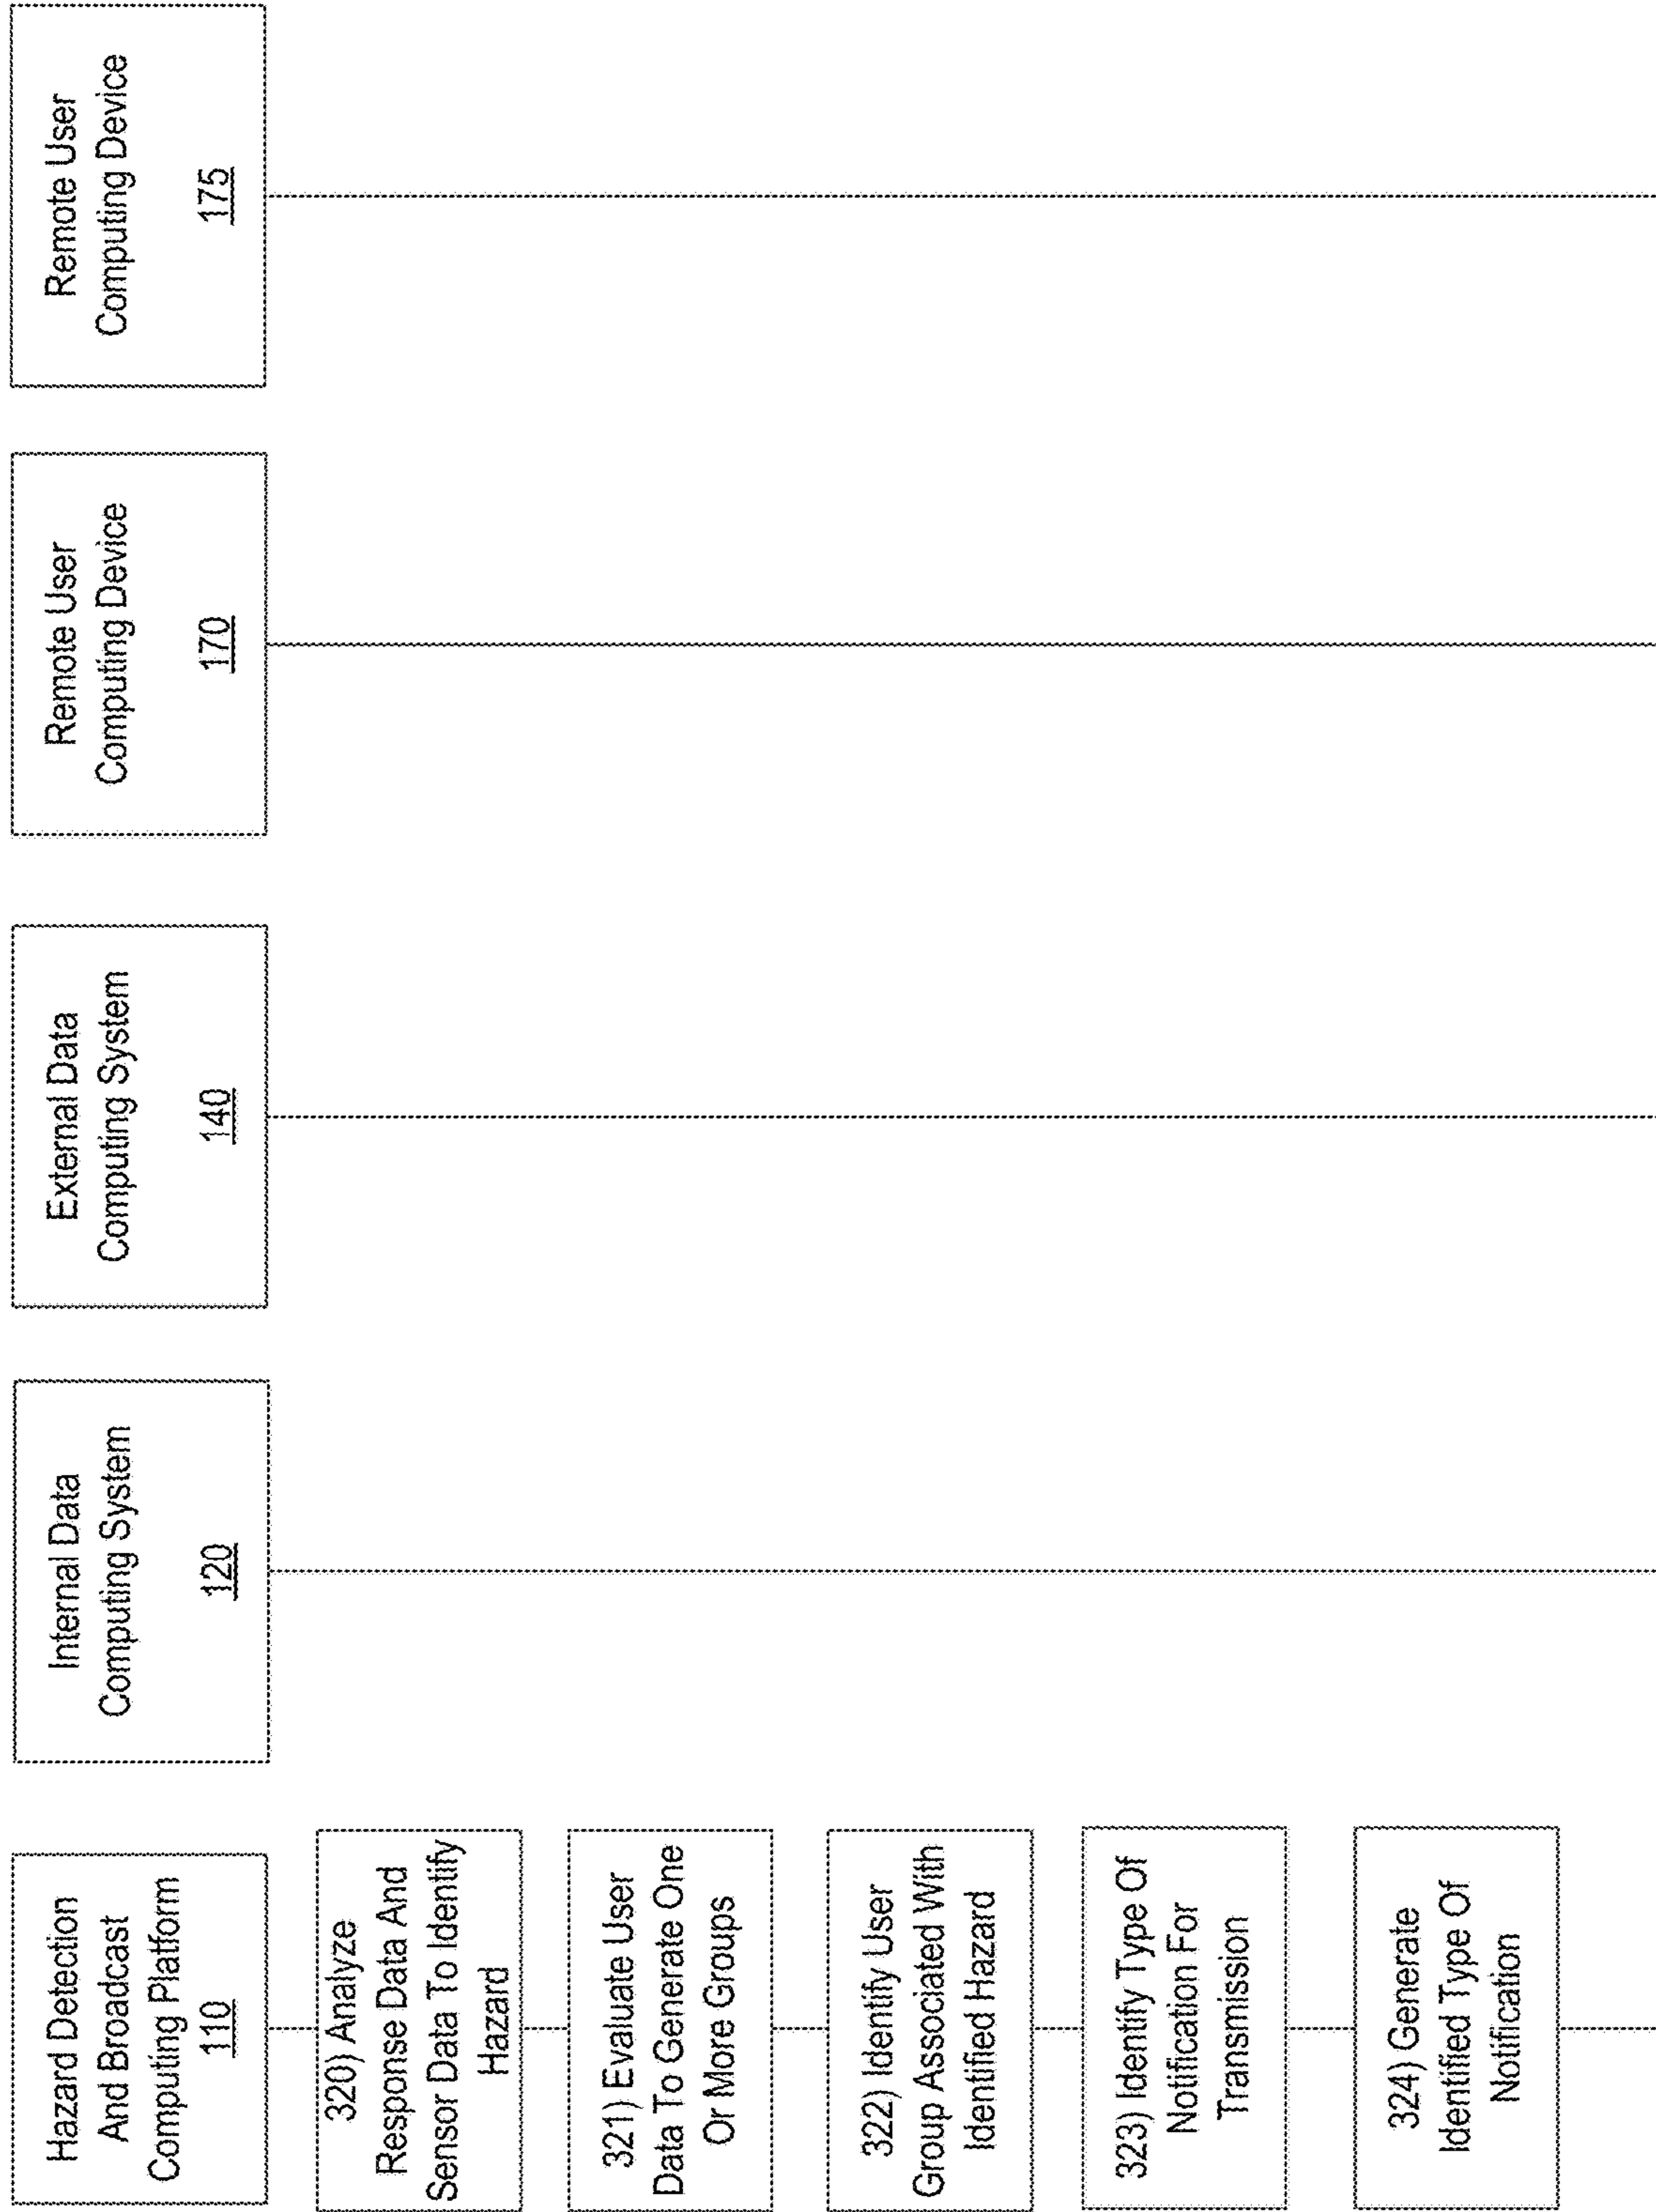 Hazard Detection
And Broadcast
Computing Platform
110
Internal Data
Computing System
120
External Data
Computing System
140
Remote User
Computing Device
170
Remote User
Computing Device
175
320) Analyze
Response Data And
Sensor Data To Identify
Hazard
321) Evaluate User
Data To Generate One
Or More Groups
322) Identify User
Group Associated With
Identified Hazard
323) Identify Type Of
Notification For
Transmission
324) Generate
Identified Type Of
Notification